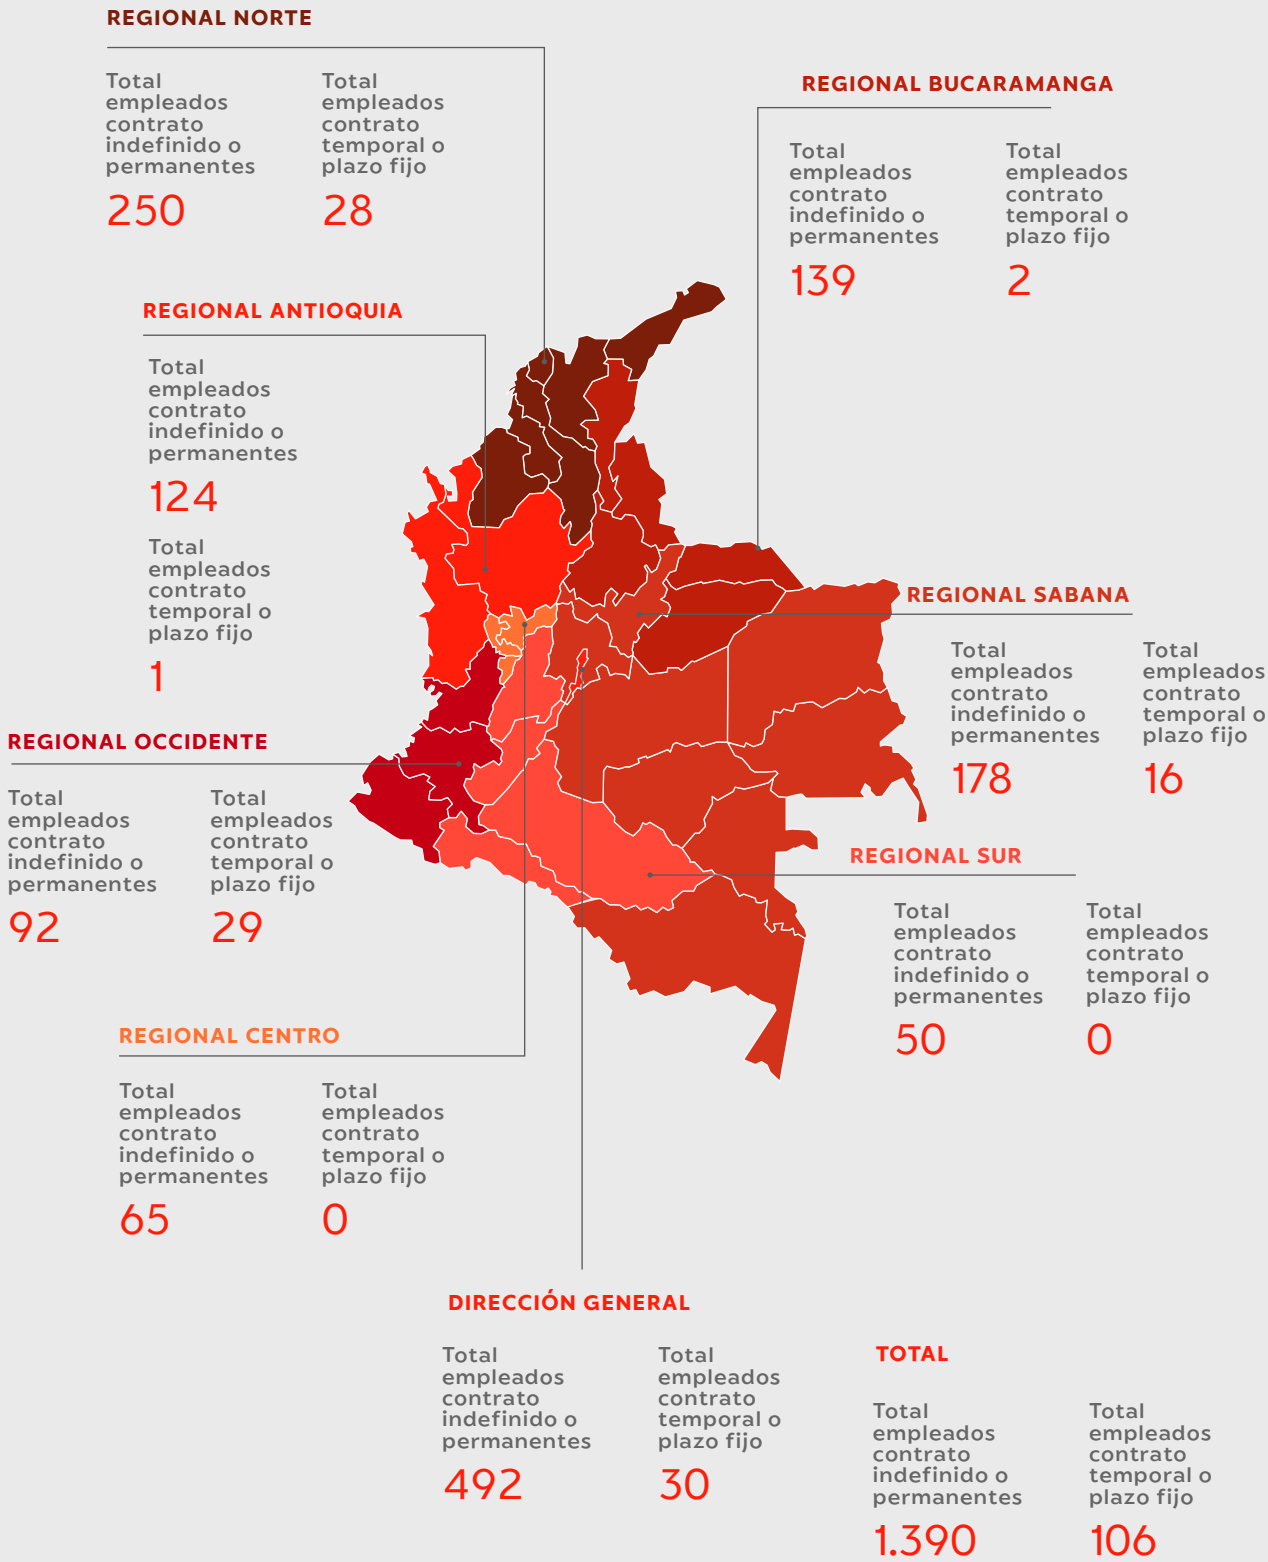 REGIONAL NORTE
Total
empleados
contrato
indefinido o
permanentes
250
Total
empleados
contrato
temporal o
plazo fijo
28
REGIONAL BUCARAMANGA
Total
empleados
contrato
indefinido o
permanentes
139
Total
empleados
contrato
temporal o
plazo fijo
2
REGIONAL ANTIOQUIA
Total
empleados
contrato
indefinido o
permanentes
124
Total
empleados
contrato
temporal o
plazo fijo
1
REGIONAL SABANA
Total
empleados
contrato
indefinido o
permanentes
178
Total
empleados
contrato
temporal o
plazo fijo
16
REGIONAL OCCIDENTE
Total
empleados
contrato
indefinido o
permanentes
92
Total
empleados
contrato
temporal o
plazo fijo
29
REGIONAL SUR
Total
empleados
contrato
indefinido o
permanentes
50
Total
empleados
contrato
temporal o
plazo fijo
0
REGIONAL CENTRO
Total
empleados
contrato
indefinido o
permanentes
65
Total
empleados
contrato
temporal o
plazo fijo
0
DIRECCIÓN GENERAL
Total
empleados
contrato
indefinido o
permanentes
492
Total
empleados
contrato
temporal o
plazo fijo
30
TOTAL
Total
empleados
contrato
indefinido o
permanentes
1.390
Total
empleados
contrato
temporal o
plazo fijo
106